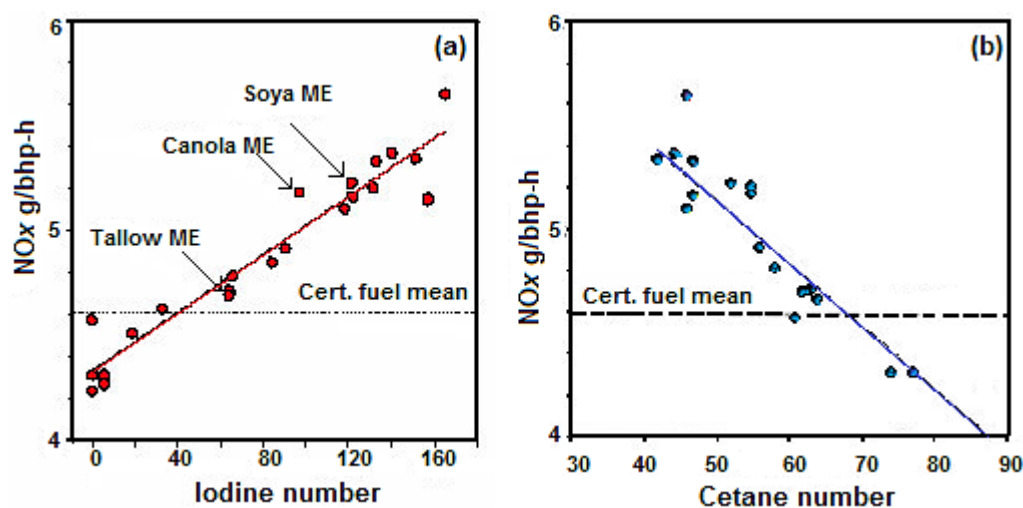 6
5
4
NOx g/bhp-h
(a)
Soya ME
Canola ME
Tallow ME
Cert. fuel mean
0 40 80 120 160
Iodine number
6
5
4
NOx g/bhp-h
(b)
Cert. fuel mean
30 40 50 60 70 80 90
Cetane number